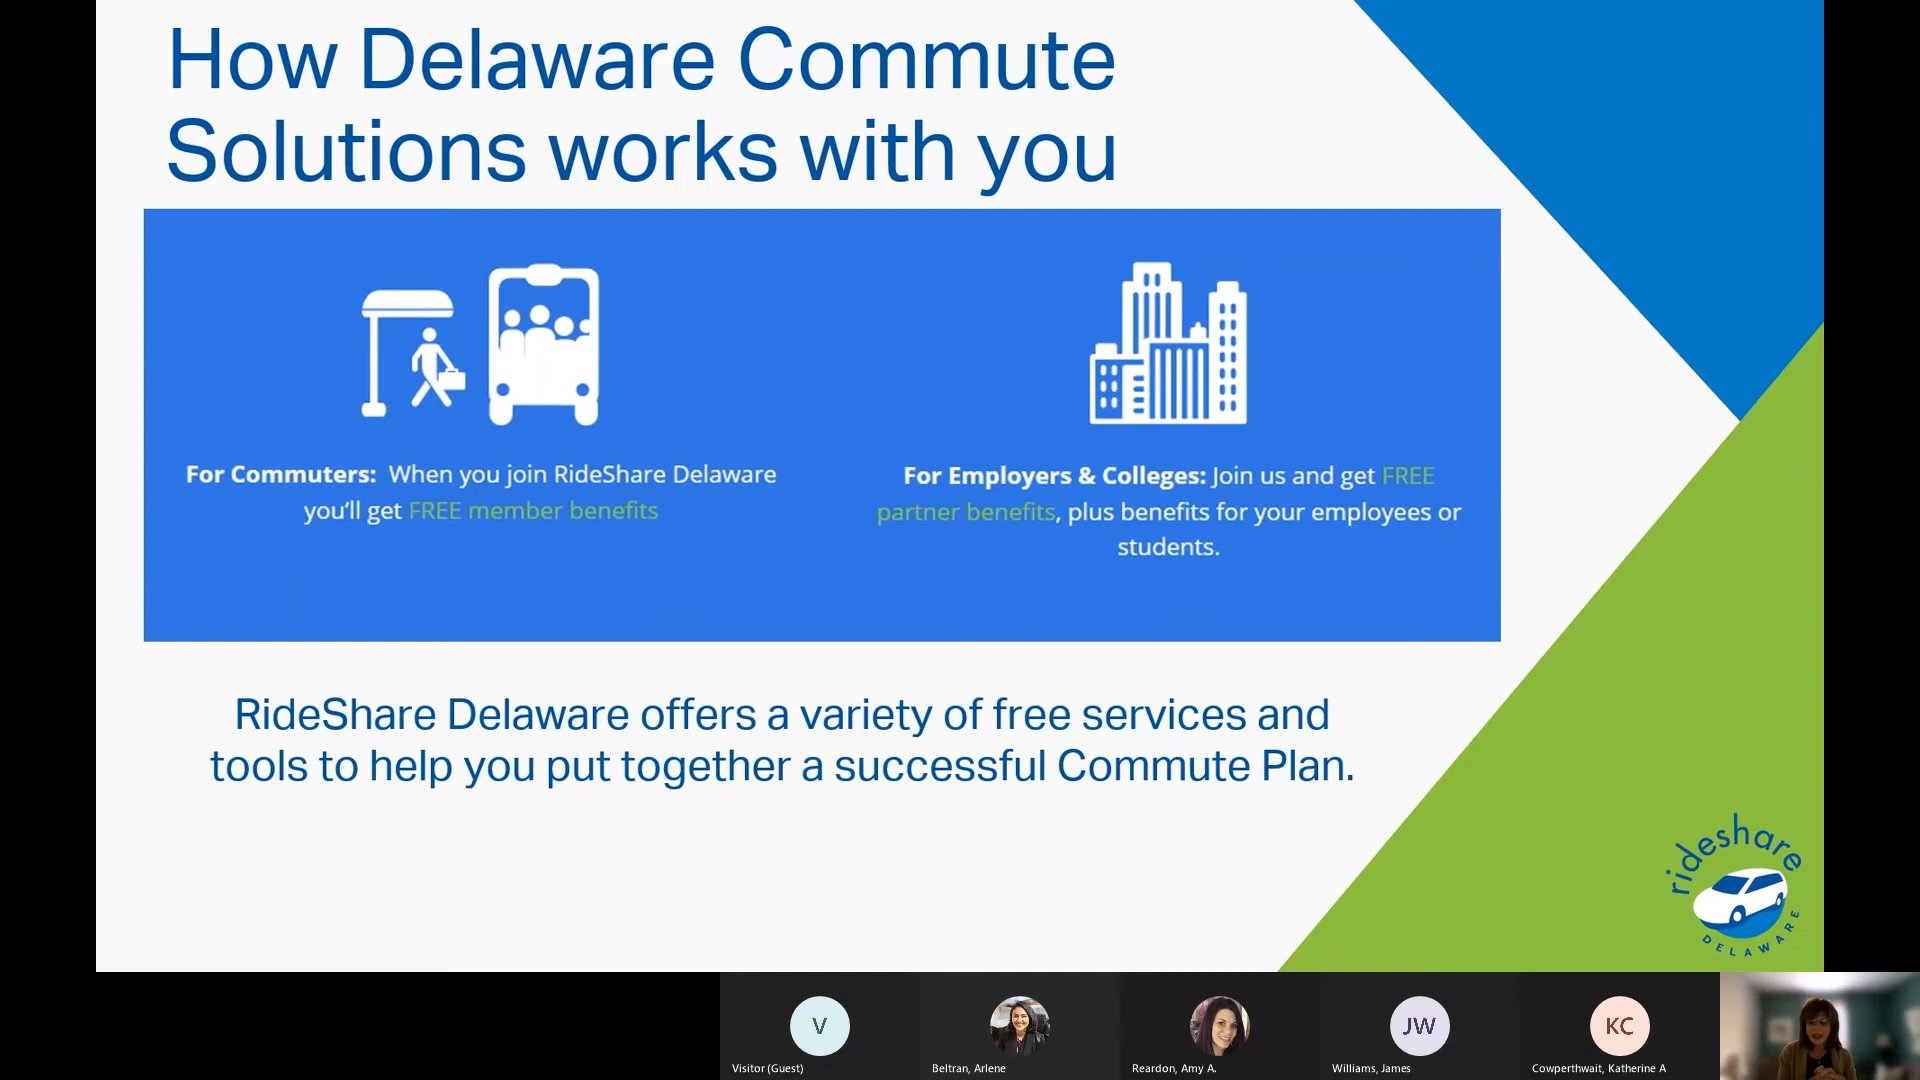 How Delaware Commute
Solutions works with you
For Commuters: When you join RideShare Delaware
you'll get FREE member benefits
For Employers & Colleges: Join us and get FREE
partner benefits, plus benefits for your employees or
students.
RideShare Delaware offers a variety of free services and
tools to help you put together a successful Commute Plan.
rideshare
DELAWARE
V
JW
KC
Visitor (Guest)
Beltran, Arlene
Reardon, Amy A.
Williams, James
Cowperthwait, Katherine A